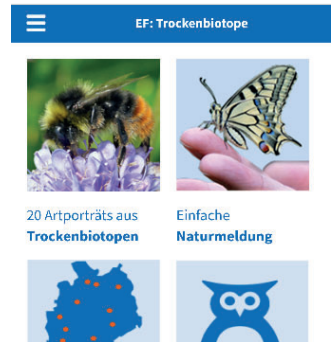 EF: Trockenbiotope
20 Artporträts aus
Trockenbiotopen
Einfache
Naturmeldung